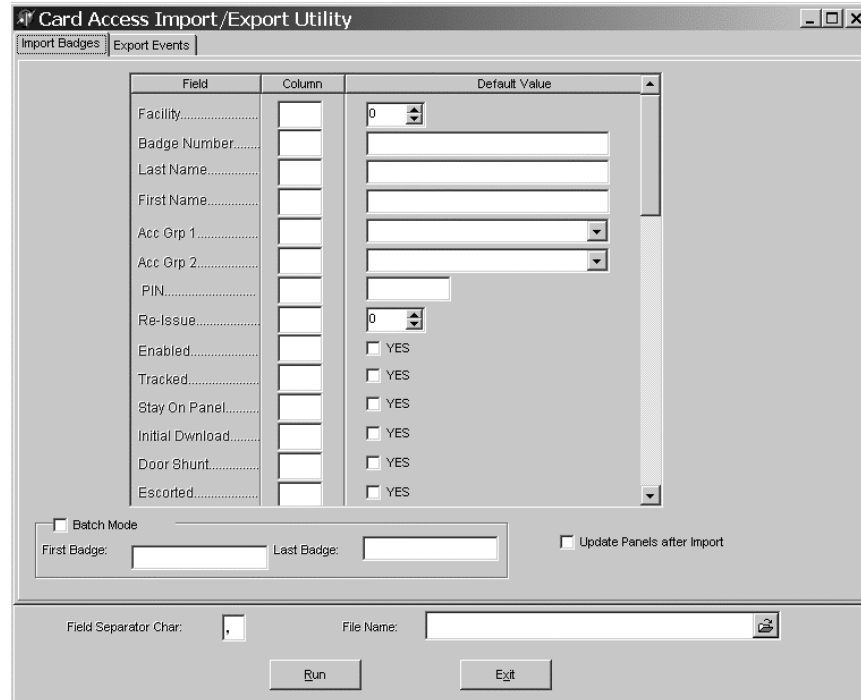 Card Access Import/Export Utility
Import Badges Export Events
Field Column Default Value
Facility...................... 0
Badge Number.......
Last Name..............
First Name..............
Acc Grp 1.................
Acc Grp 2.................
PIN..........................
Re-Issue.................. 0
Enabled................... YES
Tracked.................... YES
Stay On Panel......... YES
Initial Dwnload........ YES
Door Shunt.............. YES
Escorted.................. YES
Batch Mode
First Badge: Last Badge: Update Panels after Import
Field Separator Char: , File Name:
Run Exit